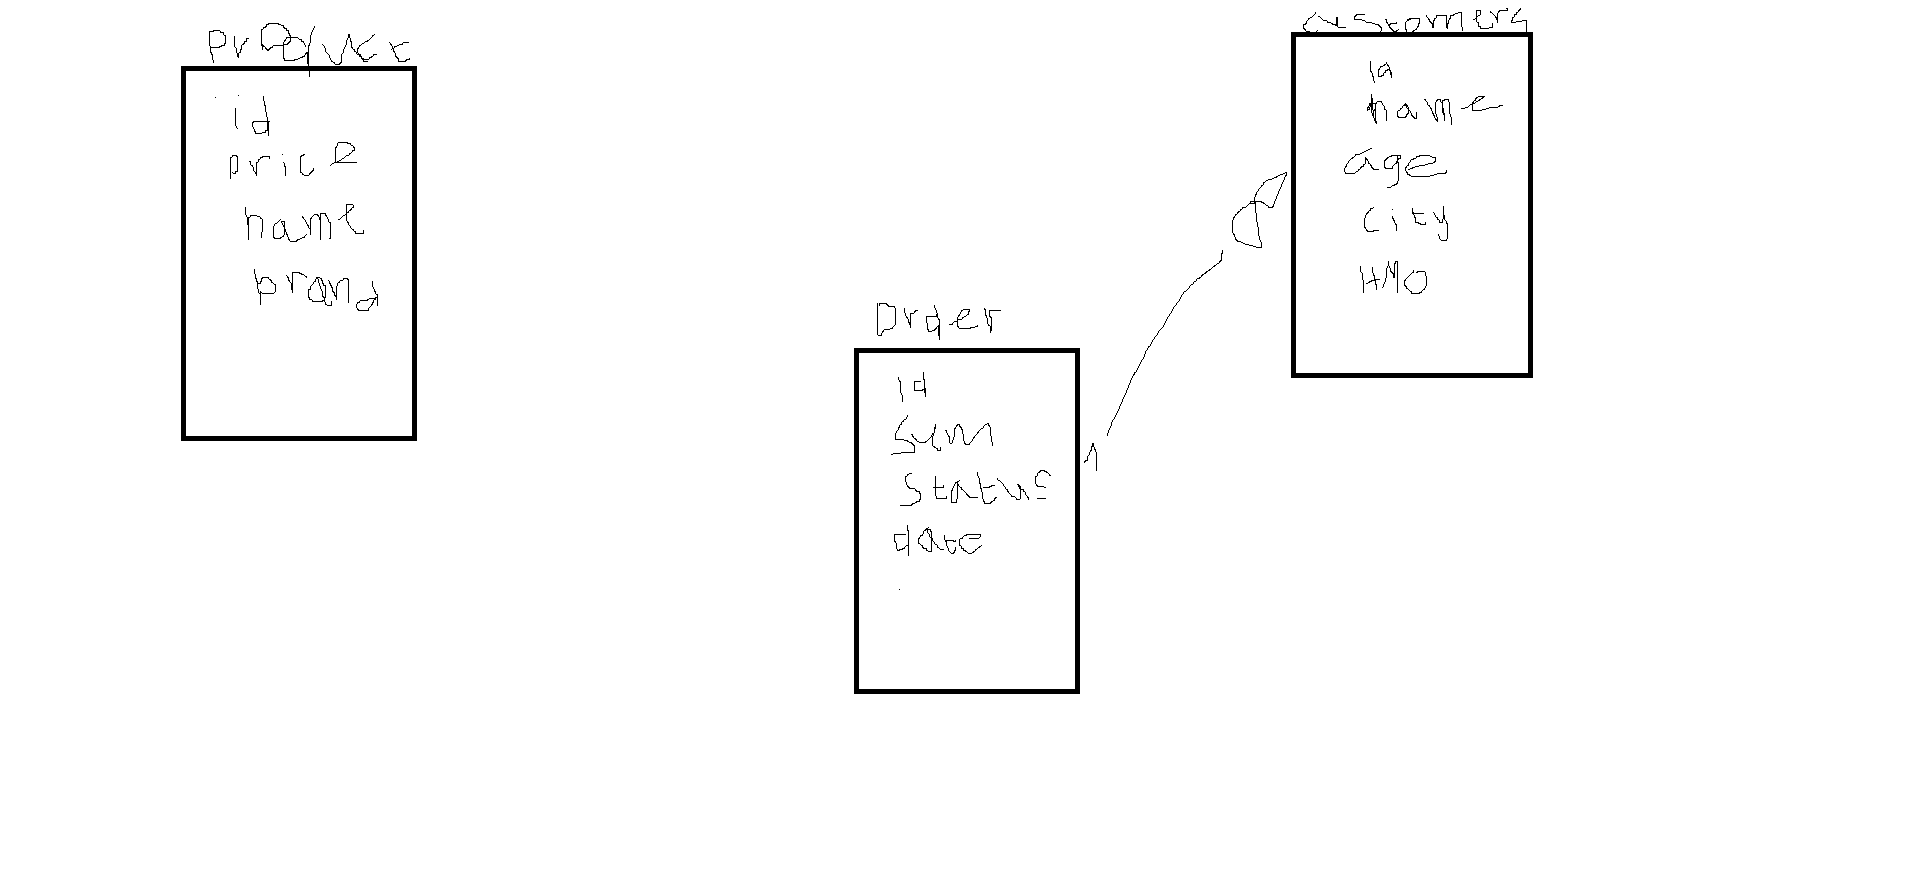 product
id
price
name
brand
customers
id
name
age
city
HMO
Order
id
sum
status
date
1